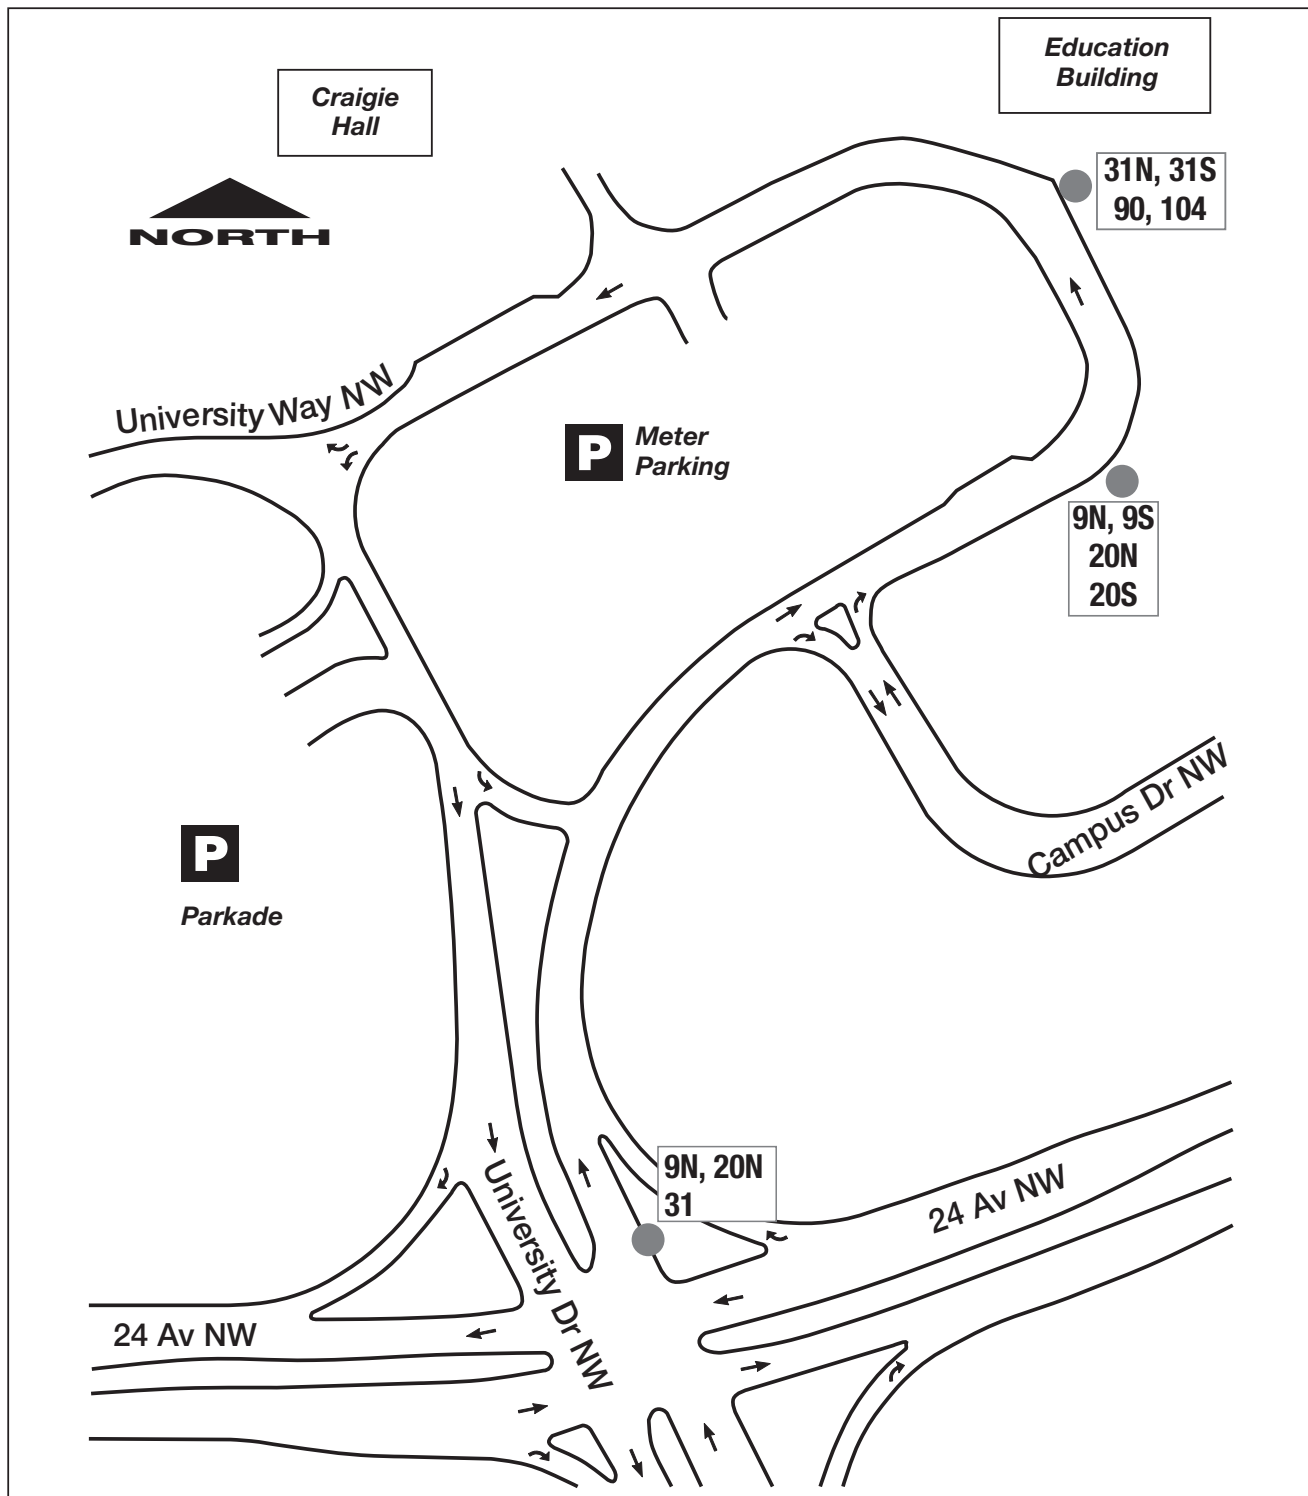 Education
Building
Craigie
Hall
31N, 31S
90, 104
NORTH
University Way NW
P
Meter
Parking
9N, 9S
20N
20S
Campus Dr NW
P
Parkade
9N, 20N
31
24 Av NW
University Dr NW
24 Av NW